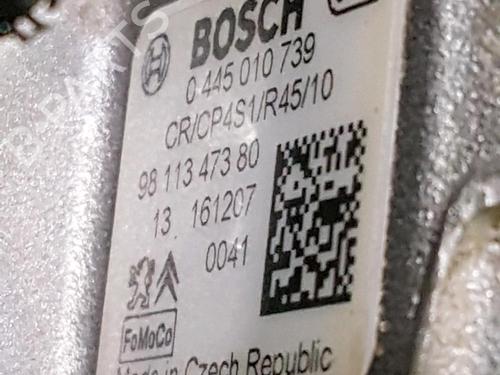 BOSCH
0 445 010 739
CR/CP4S1/R45/10
98 113 473 80
13 161207
0041
FoMoCo
Made in Czech Republic